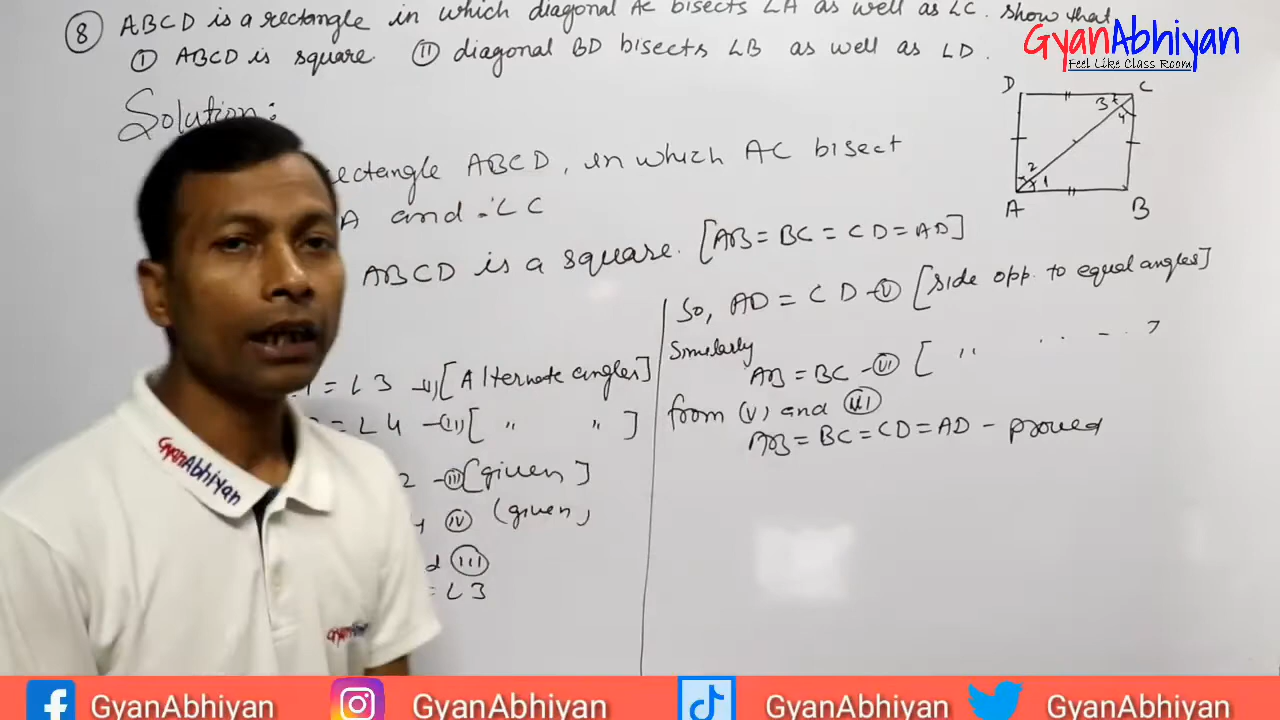 ⑧ ABCD is a rectangle in which diagonal AC bisects ∠A as well as ∠C. show that
① ABCD is square ⑪ diagonal BD bisects ∠B as well as ∠D.
GyanAbhiyan
Feel Like Class Room
Solution:
D C
3 4
2 1
A B
rectangle ABCD, in which AC bisect
A and ∠C
ABCD is a square. [AB = BC = CD = AD]
= ∠3 [Alternate angles]
= ∠4 - (ii) [ " " ]
2 - (iii) [given]
(iv) (given)
(iii)
= ∠3
So, AD = CD - (v) [side opp. to equal angles]
Similarly
AB = BC - (vi) [ "
from (v) and (vi)
AB = BC = CD = AD - proved
GyanAbhiyan
GyanAbhiyan
GyanAbhiyan GyanAbhiyan GyanAbhiyan GyanAbhiyan